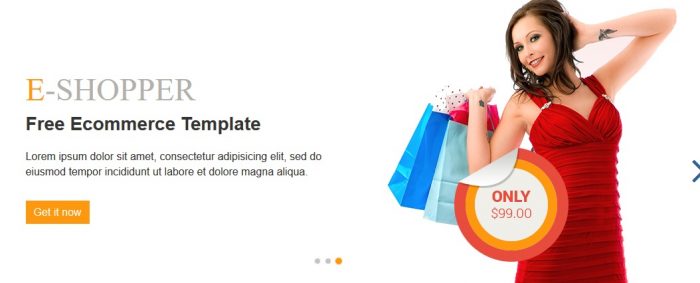 E-SHOPPER
Free Ecommerce Template
Lorem ipsum dolor sit amet, consectetur adipisicing elit, sed do
eiusmod tempor incididunt ut labore et dolore magna aliqua.
Get it now
ONLY
$99.00